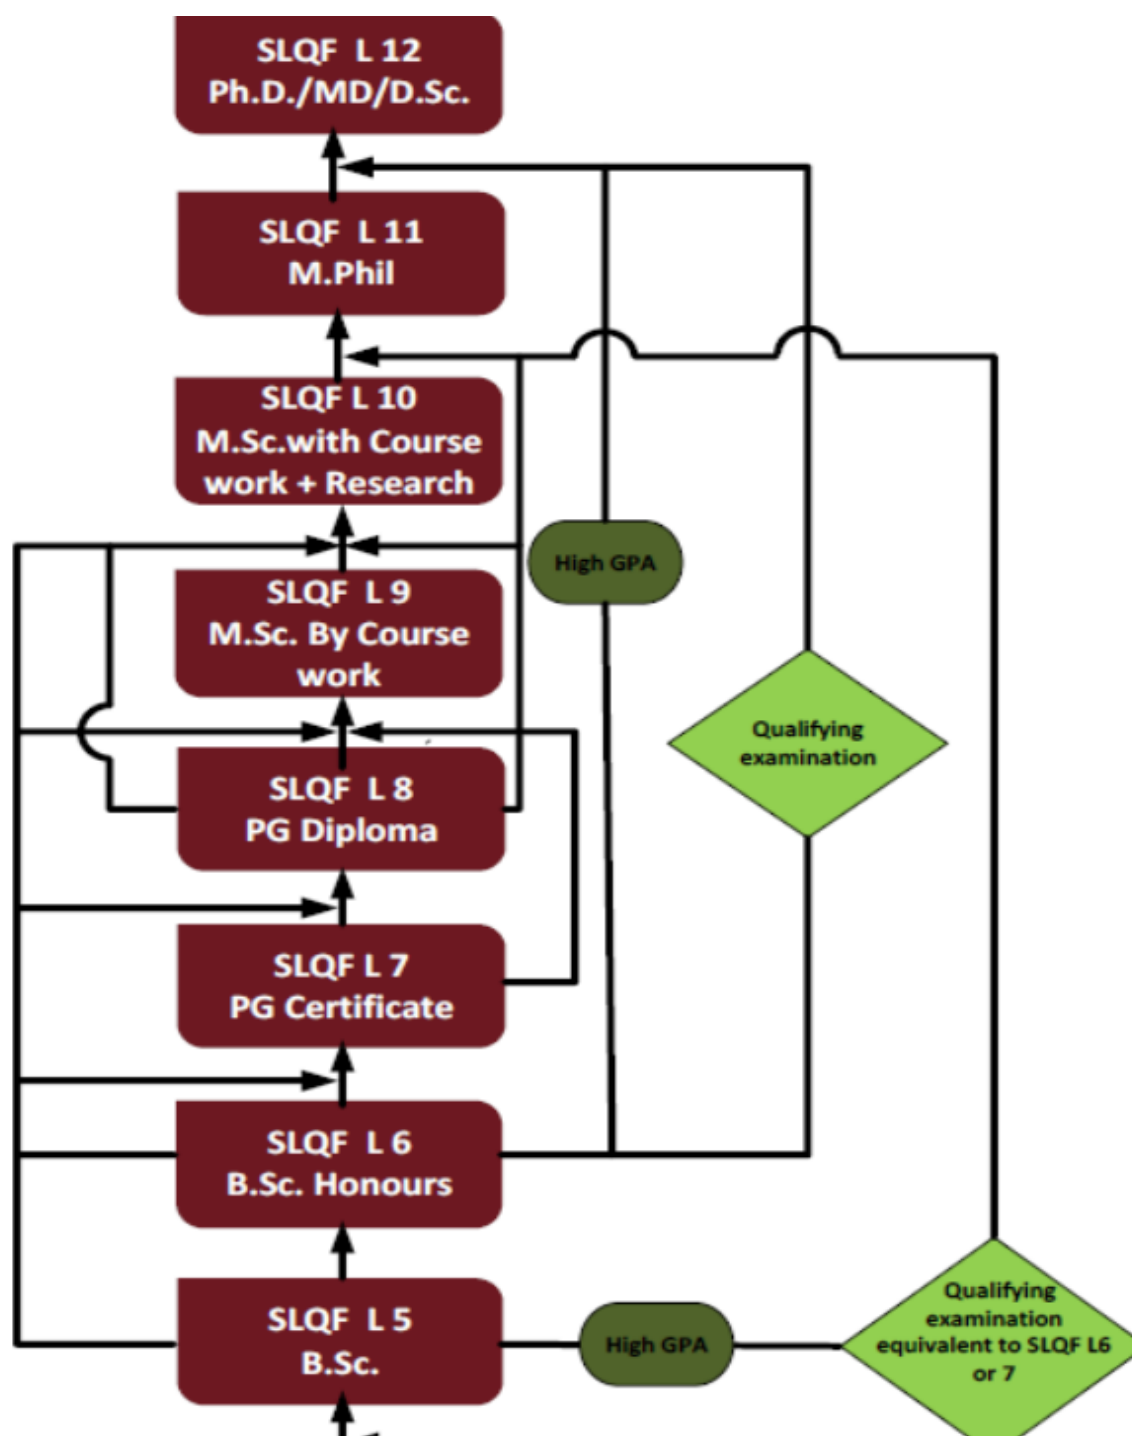 SLQF L 12
Ph.D./MD/D.Sc.
SLQF L 11
M.Phil
SLQF L 10
M.Sc.with Course
work + Research
High GPA
SLQF L 9
M.Sc. By Course
work
Qualifying
examination
SLQF L 8
PG Diploma
SLQF L 7
PG Certificate
SLQF L 6
B.Sc. Honours
SLQF L 5
B.Sc.
High GPA
Qualifying
examination
equivalent to SLQF L6
or 7